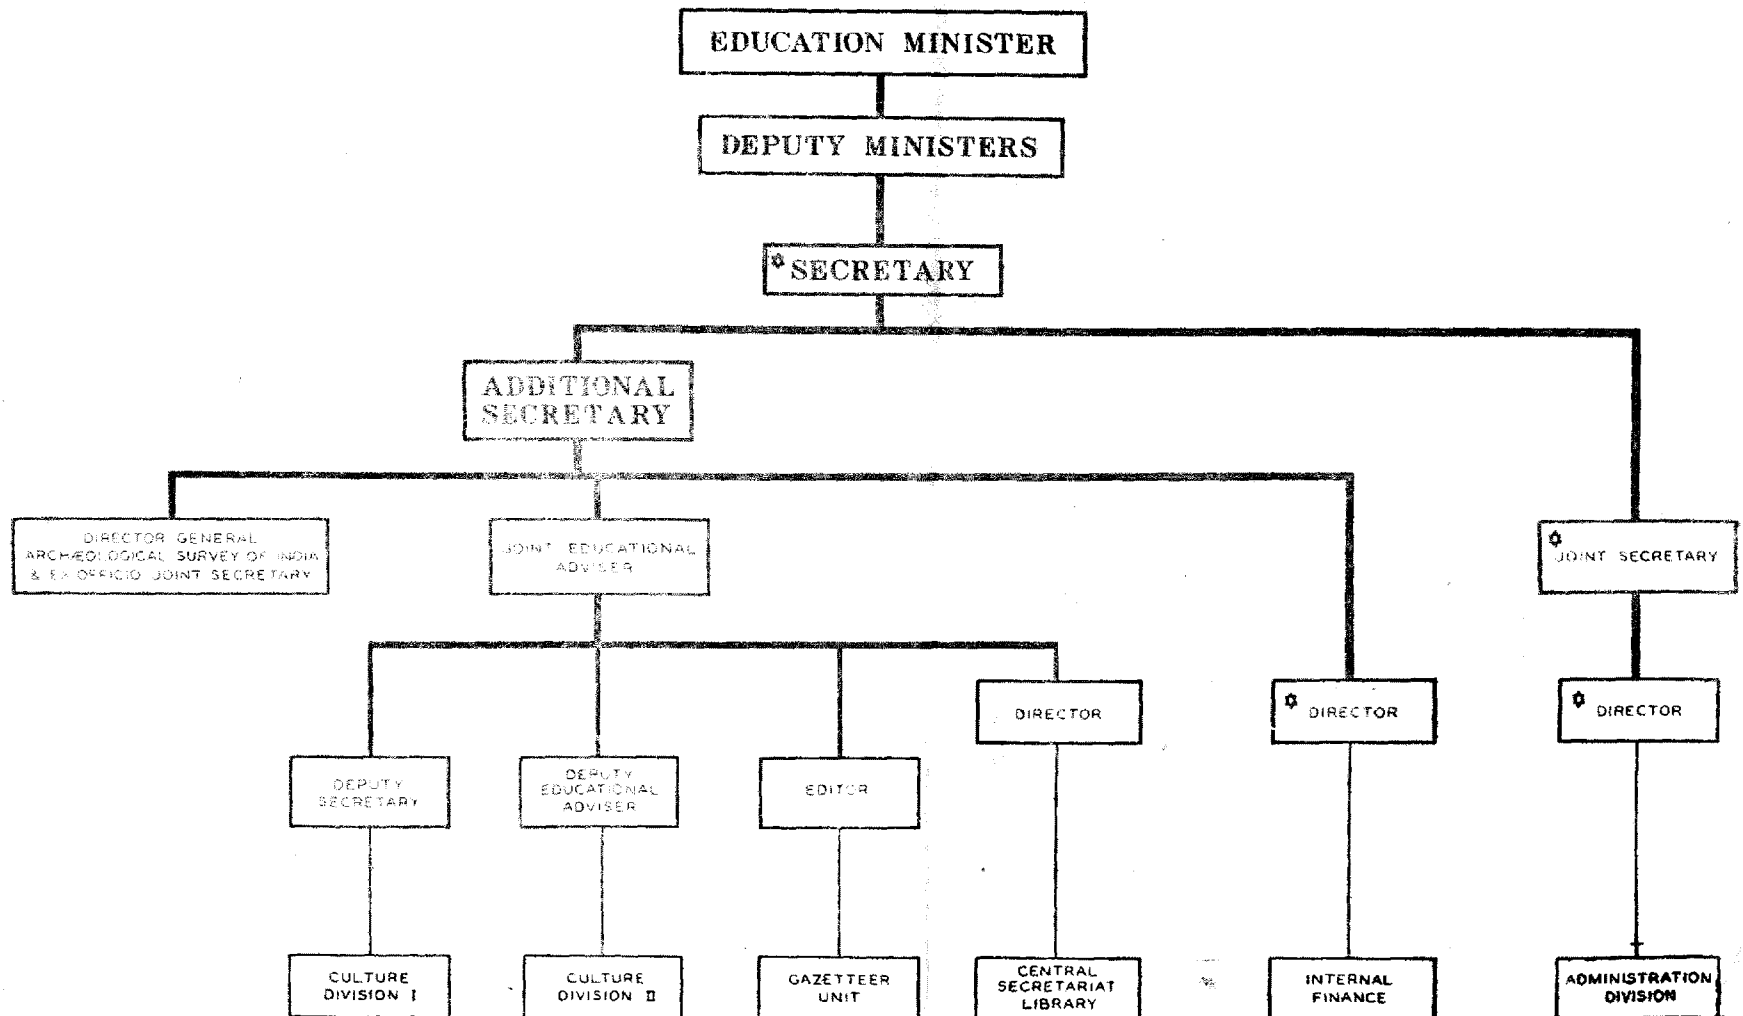 EDUCATION MINISTER
DEPUTY MINISTERS
✡ SECRETARY
ADDITIONAL
SECRETARY
DIRECTOR GENERAL
ARCHÆOLOGICAL SURVEY OF INDIA
& EX OFFICIO JOINT SECRETARY
JOINT EDUCATIONAL
ADVISER
✡
JOINT SECRETARY
DIRECTOR
✡ DIRECTOR
✡ DIRECTOR
DEPUTY
SECRETARY
DEPUTY
EDUCATIONAL
ADVISER
EDITOR
CULTURE
DIVISION I
CULTURE
DIVISION II
GAZETTEER
UNIT
CENTRAL
SECRETARIAT
LIBRARY
INTERNAL
FINANCE
ADMINISTRATION
DIVISION